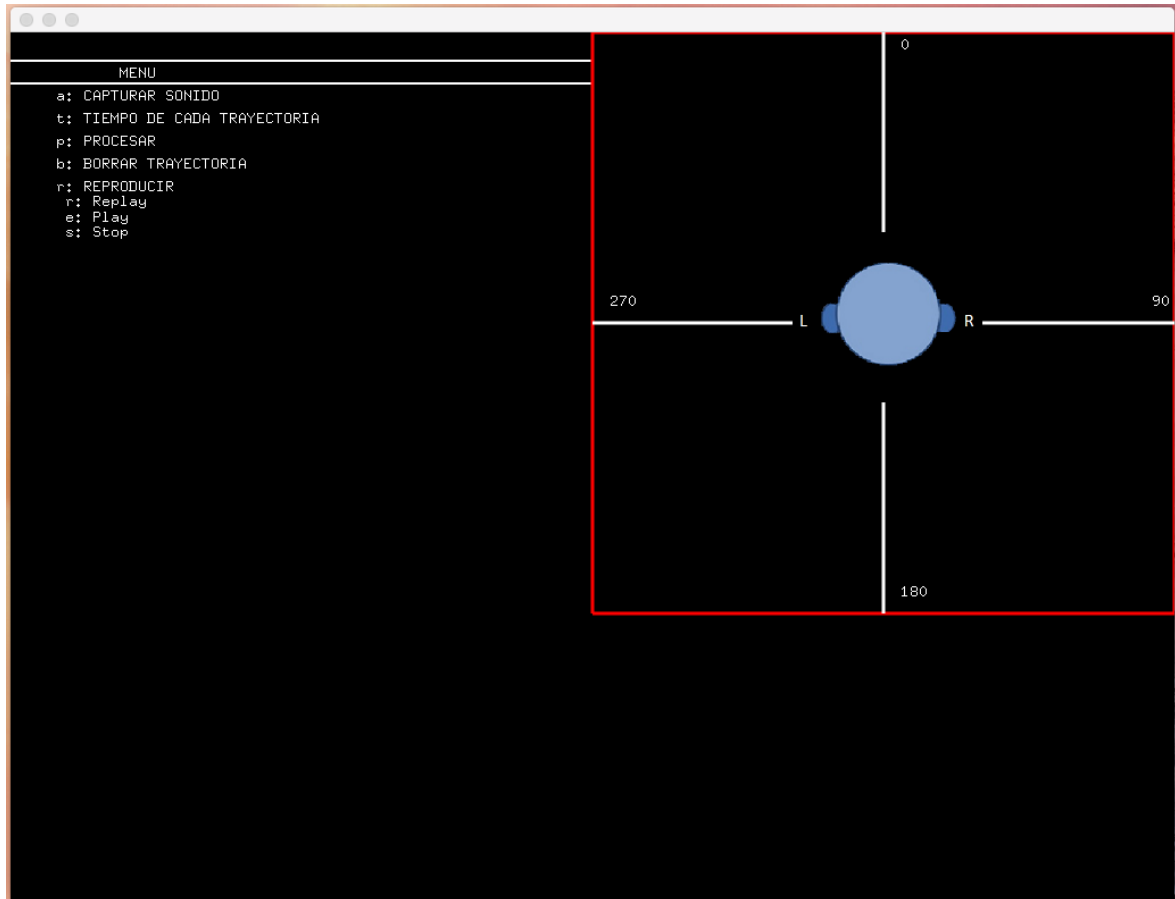 MENU
a: CAPTURAR SONIDO
t: TIEMPO DE CADA TRAYECTORIA
p: PROCESAR
b: BORRAR TRAYECTORIA
r: REPRODUCIR
r: Replay
e: Play
s: Stop
0
270
90
L
R
180